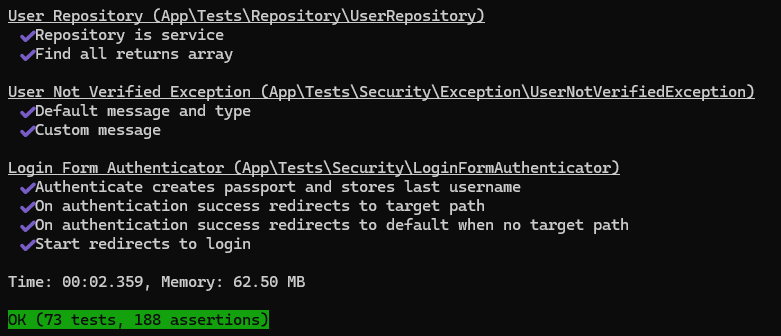 User Repository (App\Tests\Repository\UserRepository)
✔Repository is service
✔Find all returns array
User Not Verified Exception (App\Tests\Security\Exception\UserNotVerifiedException)
✔Default message and type
✔Custom message
Login Form Authenticator (App\Tests\Security\LoginFormAuthenticator)
✔Authenticate creates passport and stores last username
✔On authentication success redirects to target path
✔On authentication success redirects to default when no target path
✔Start redirects to login
Time: 00:02.359, Memory: 62.50 MB
OK (73 tests, 188 assertions)